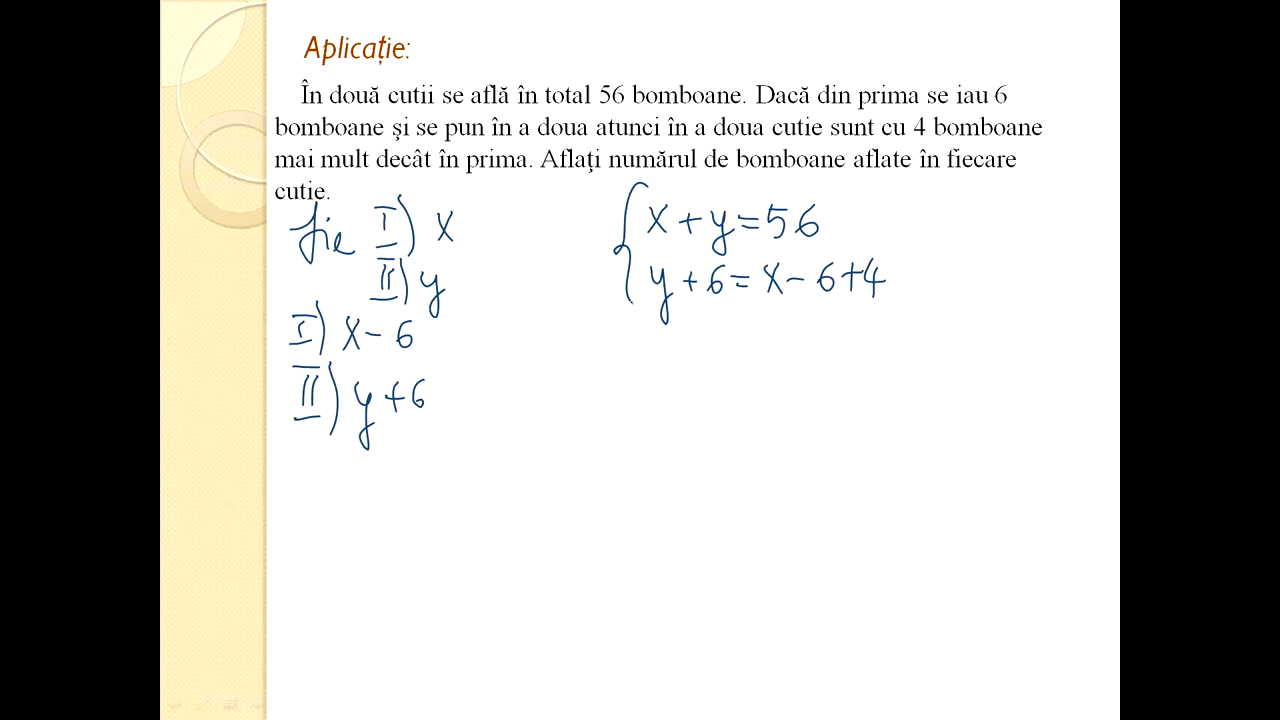 Aplicație:
În două cutii se află în total 56 bomboane. Dacă din prima se iau 6
bomboane şi se pun în a doua atunci în a doua cutie sunt cu 4 bomboane
mai mult decât în prima. Aflaţi numărul de bomboane aflate în fiecare
cutie.
fie I) x
II) y
I) x - 6
II) y + 6
x + y = 56
y + 6 = x - 6 + 4